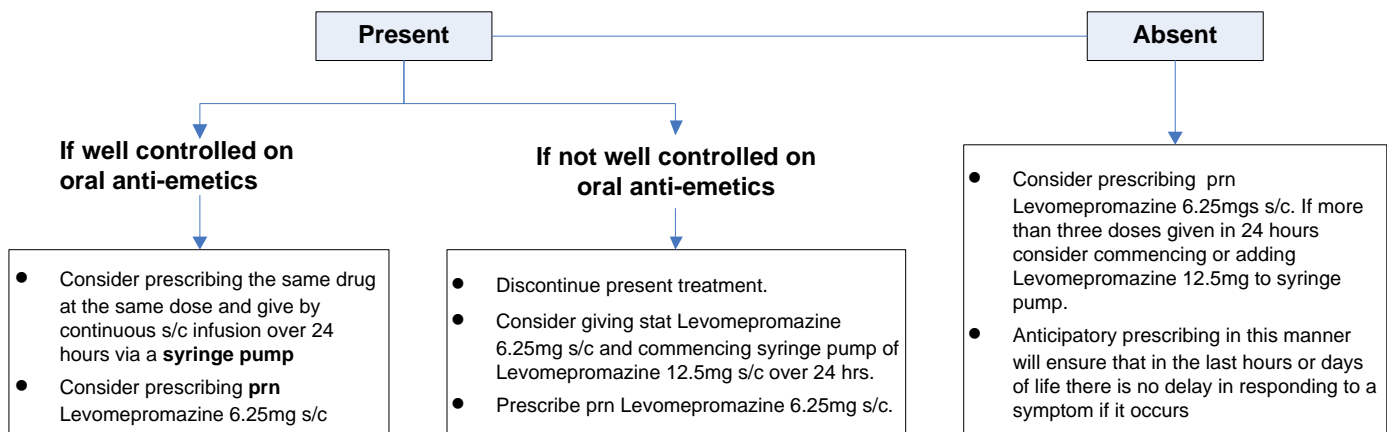 Present
Absent
If well controlled on
oral anti-emetics
If not well controlled on
oral anti-emetics
● Consider prescribing the same drug
at the same dose and give by
continuous s/c infusion over 24
hours via a syringe pump
● Consider prescribing prn
Levomepromazine 6.25mg s/c
● Discontinue present treatment.
● Consider giving stat Levomepromazine
6.25mg s/c and commencing syringe pump of
Levomepromazine 12.5mg s/c over 24 hrs.
● Prescribe prn Levomepromazine 6.25mg s/c.
● Consider prescribing prn
Levomepromazine 6.25mgs s/c. If more
than three doses given in 24 hours
consider commencing or adding
Levomepromazine 12.5mg to syringe
pump.
● Anticipatory prescribing in this manner
will ensure that in the last hours or days
of life there is no delay in responding to a
symptom if it occurs